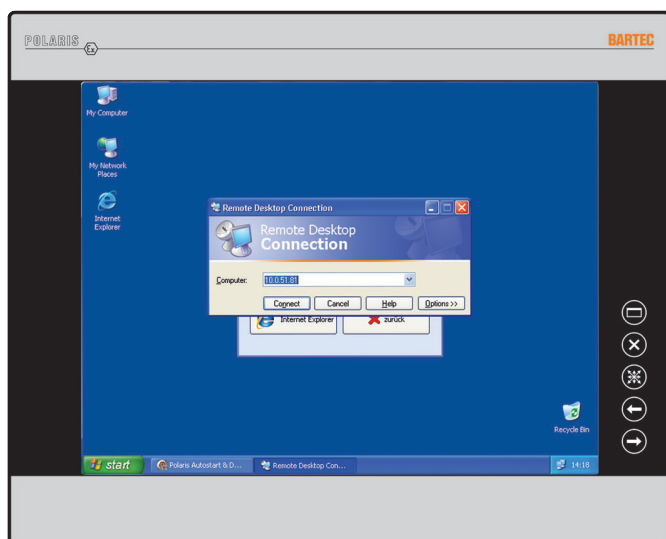 POLARIS
Ex
BARTEC
My Computer
My Network
Places
Internet
Explorer
Remote Desktop Connection
Remote Desktop
Connection
Computer:
10.0.51.81
Connect
Cancel
Help
Options >>
Internet Explorer
zurück
Recycle Bin
start
Polaris Autostart & D...
Remote Desktop Con...
14:18